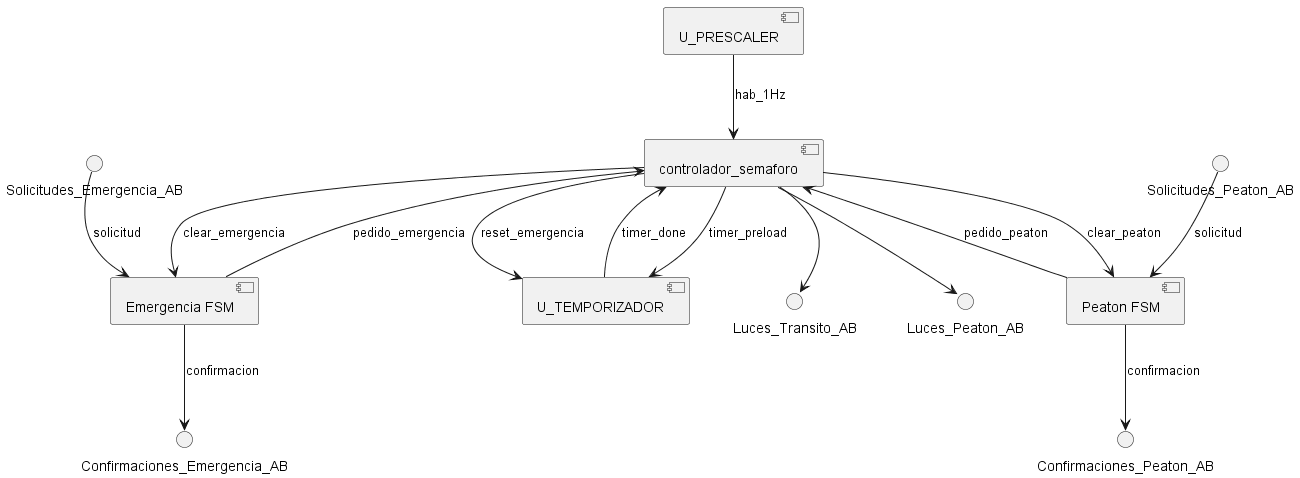 U_PRESCALER
hab_1Hz
controlador_semaforo
Solicitudes_Emergencia_AB
Solicitudes_Peaton_AB
solicitud
clear_emergencia
pedido_emergencia
reset_emergencia
timer_done
timer_preload
pedido_peaton
clear_peaton
solicitud
Emergencia FSM
U_TEMPORIZADOR
Luces_Transito_AB
Luces_Peaton_AB
Peaton FSM
confirmacion
confirmacion
Confirmaciones_Emergencia_AB
Confirmaciones_Peaton_AB